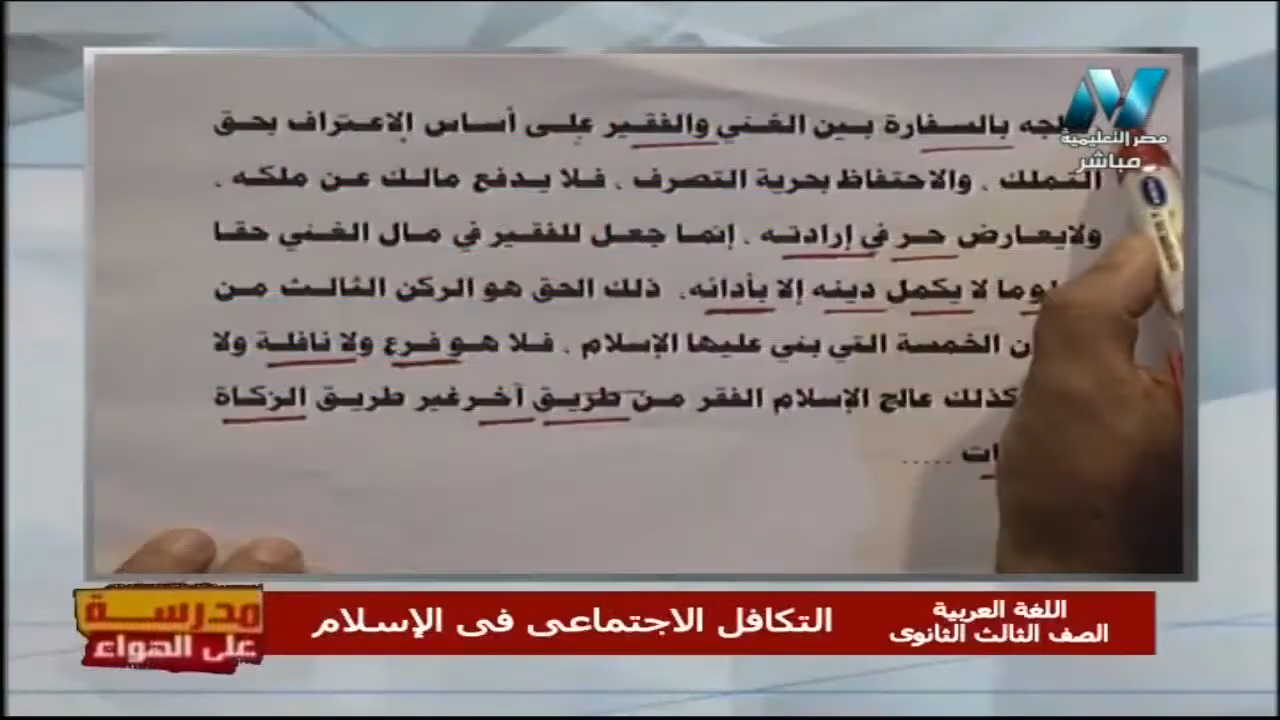 بالسفارة بين الغني والفقير على أساس الاعتراف بحق
التملك ، والاحتفاظ بحرية التصرف ، فلا يدفع مالك عن ملكه ،
ولايعارض حر في إرادته ، إنما جعل للفقير في مال الغني حقا
لا يكمل دينه إلا بأدائه، ذلك الحق هو الركن الثالث من
الخمسة التي بني عليها الإسلام ، فلا هو فرع ولا نافلة ولا
كذلك عالج الإسلام الفقر من طريق آخر غير طريق الزكاة
.....
مصر التعليمية
مباشر
مدرسة
على الهواء
التكافل الاجتماعى فى الإسلام
اللغة العربية
الصف الثالث الثانوى